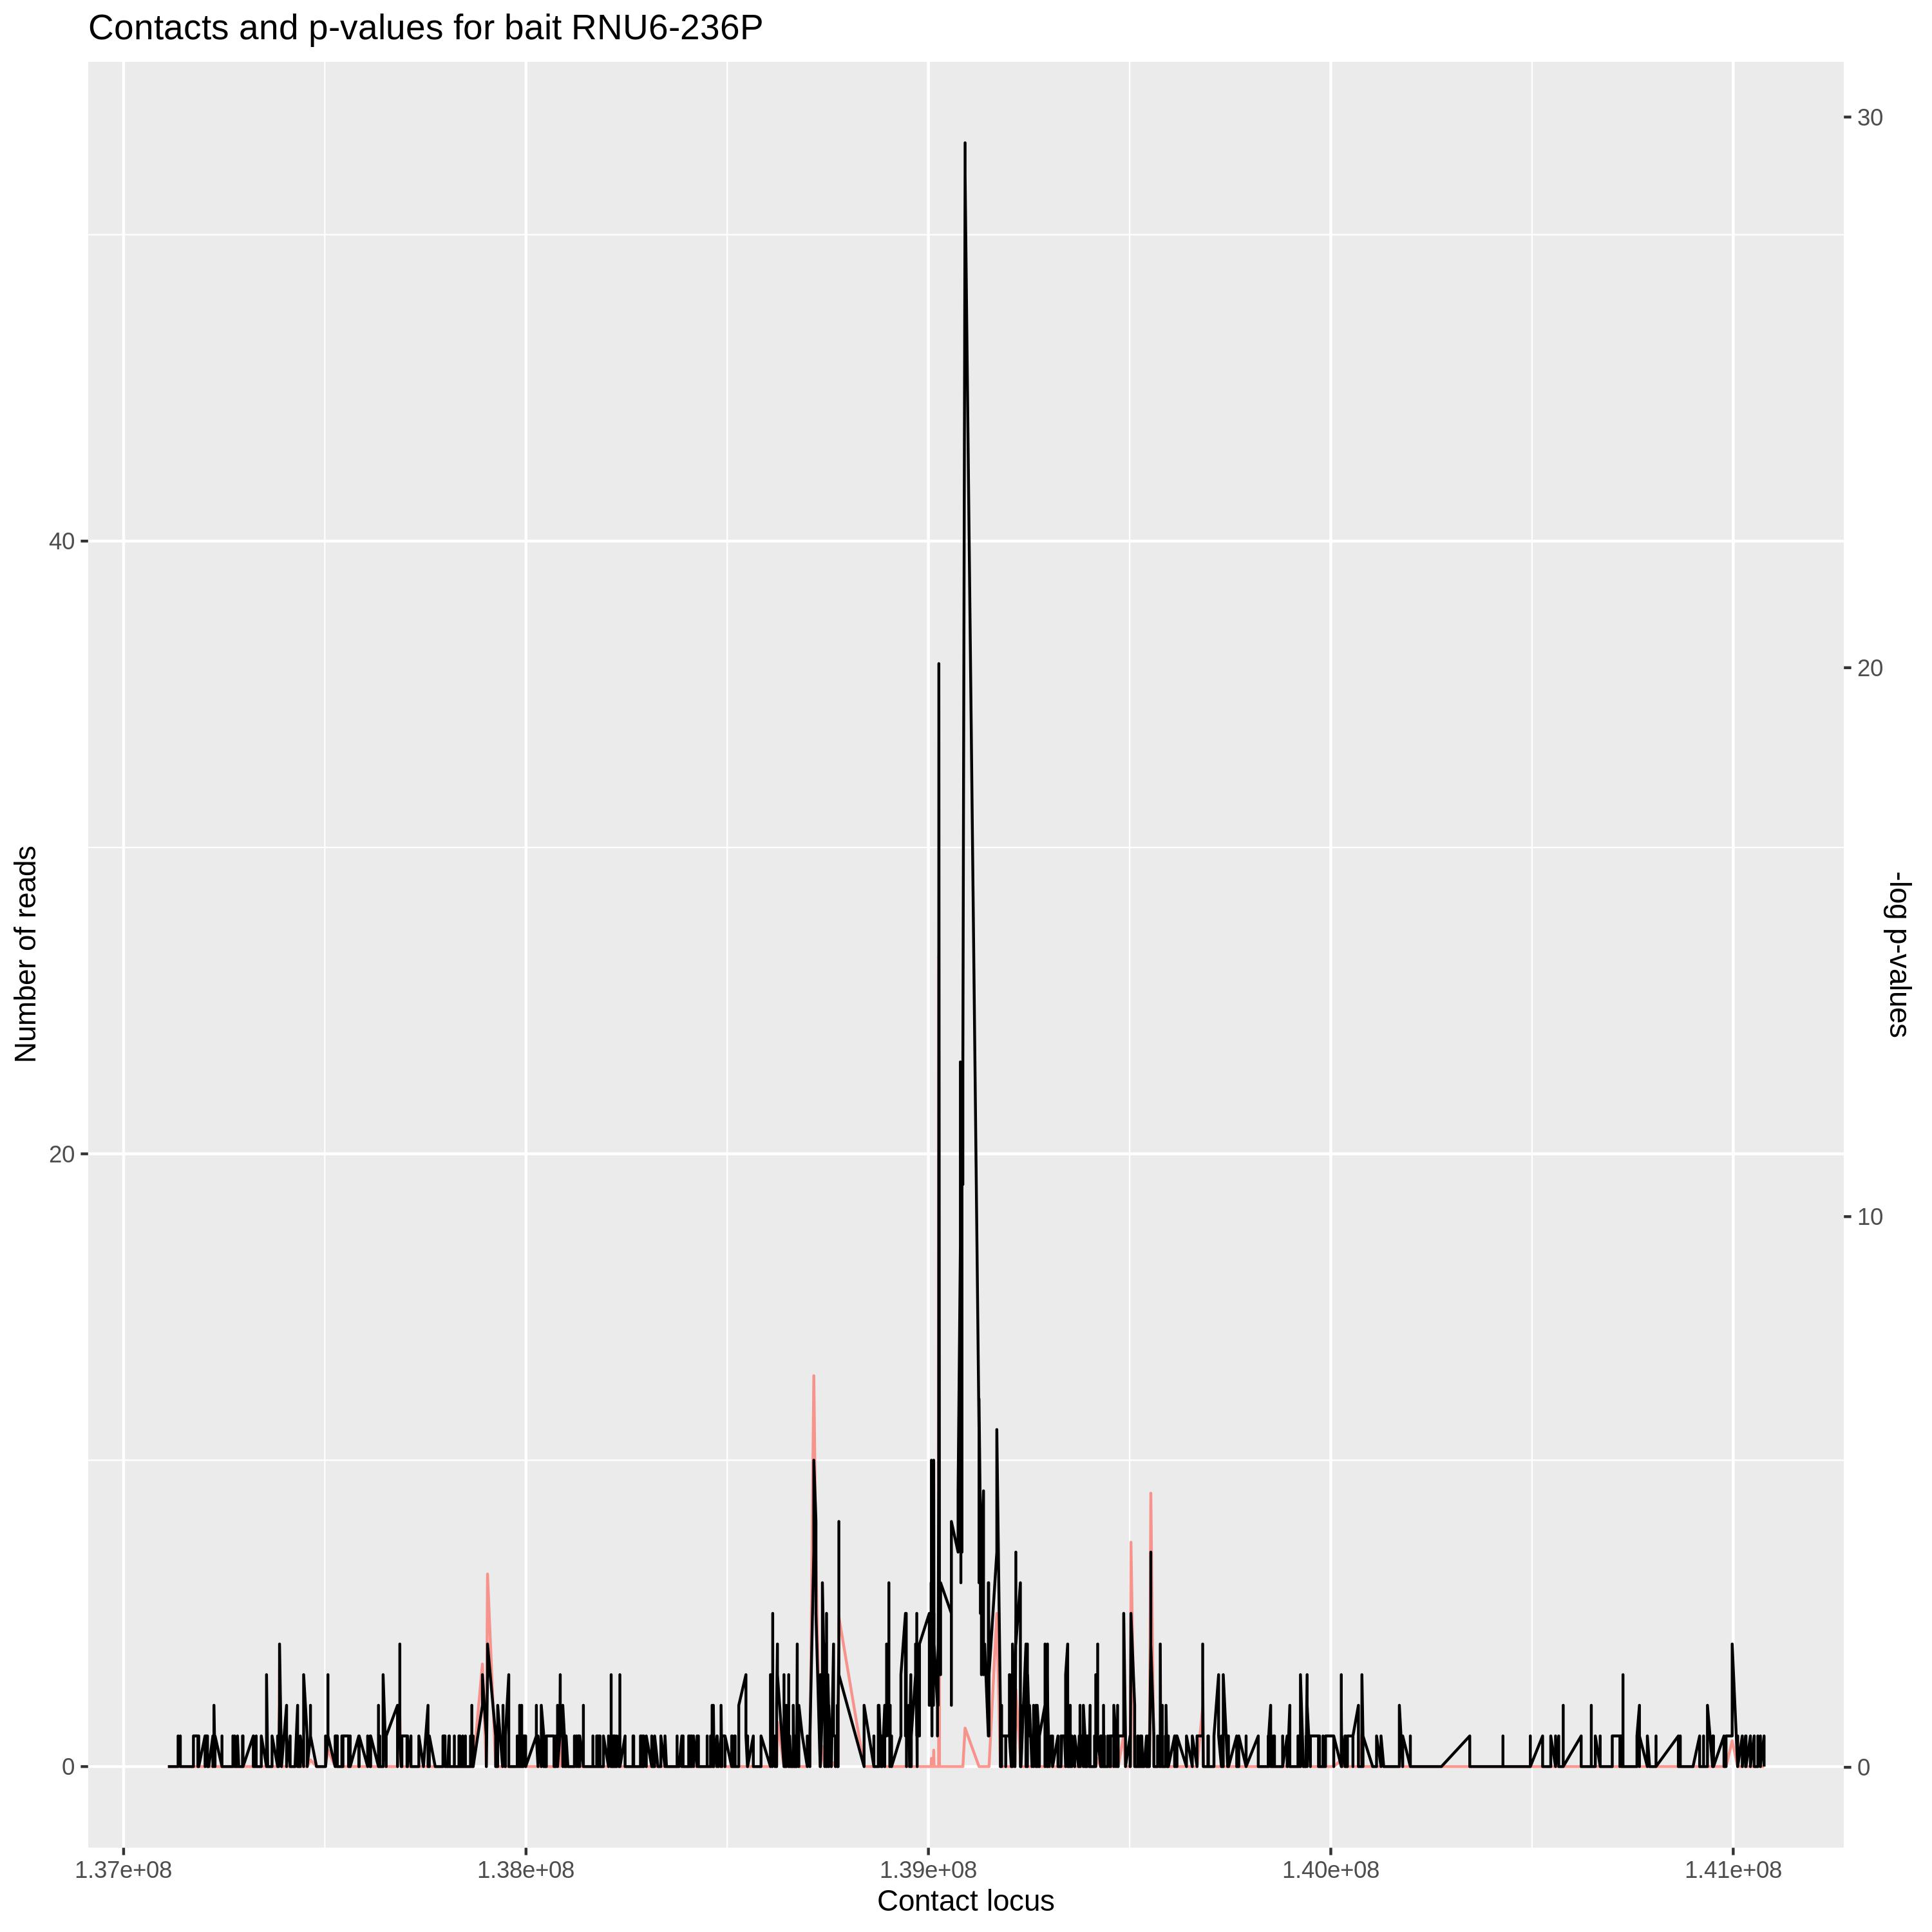 Contacts and p-values for bait RNU6-236P
30
40
20
20
10
0
0
Number of reads
-log p-values
1.37e+08
1.38e+08
1.39e+08
1.40e+08
1.41e+08
Contact locus